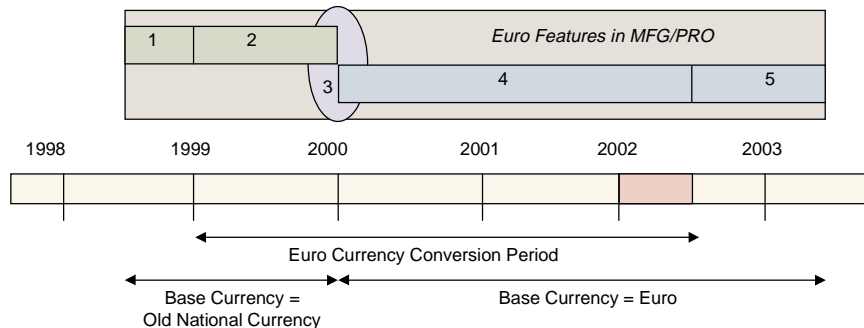 1 2 Euro Features in MFG/PRO
3 4 5
1998 1999 2000 2001 2002 2003
Euro Currency Conversion Period
Base Currency = Base Currency = Euro
Old National Currency